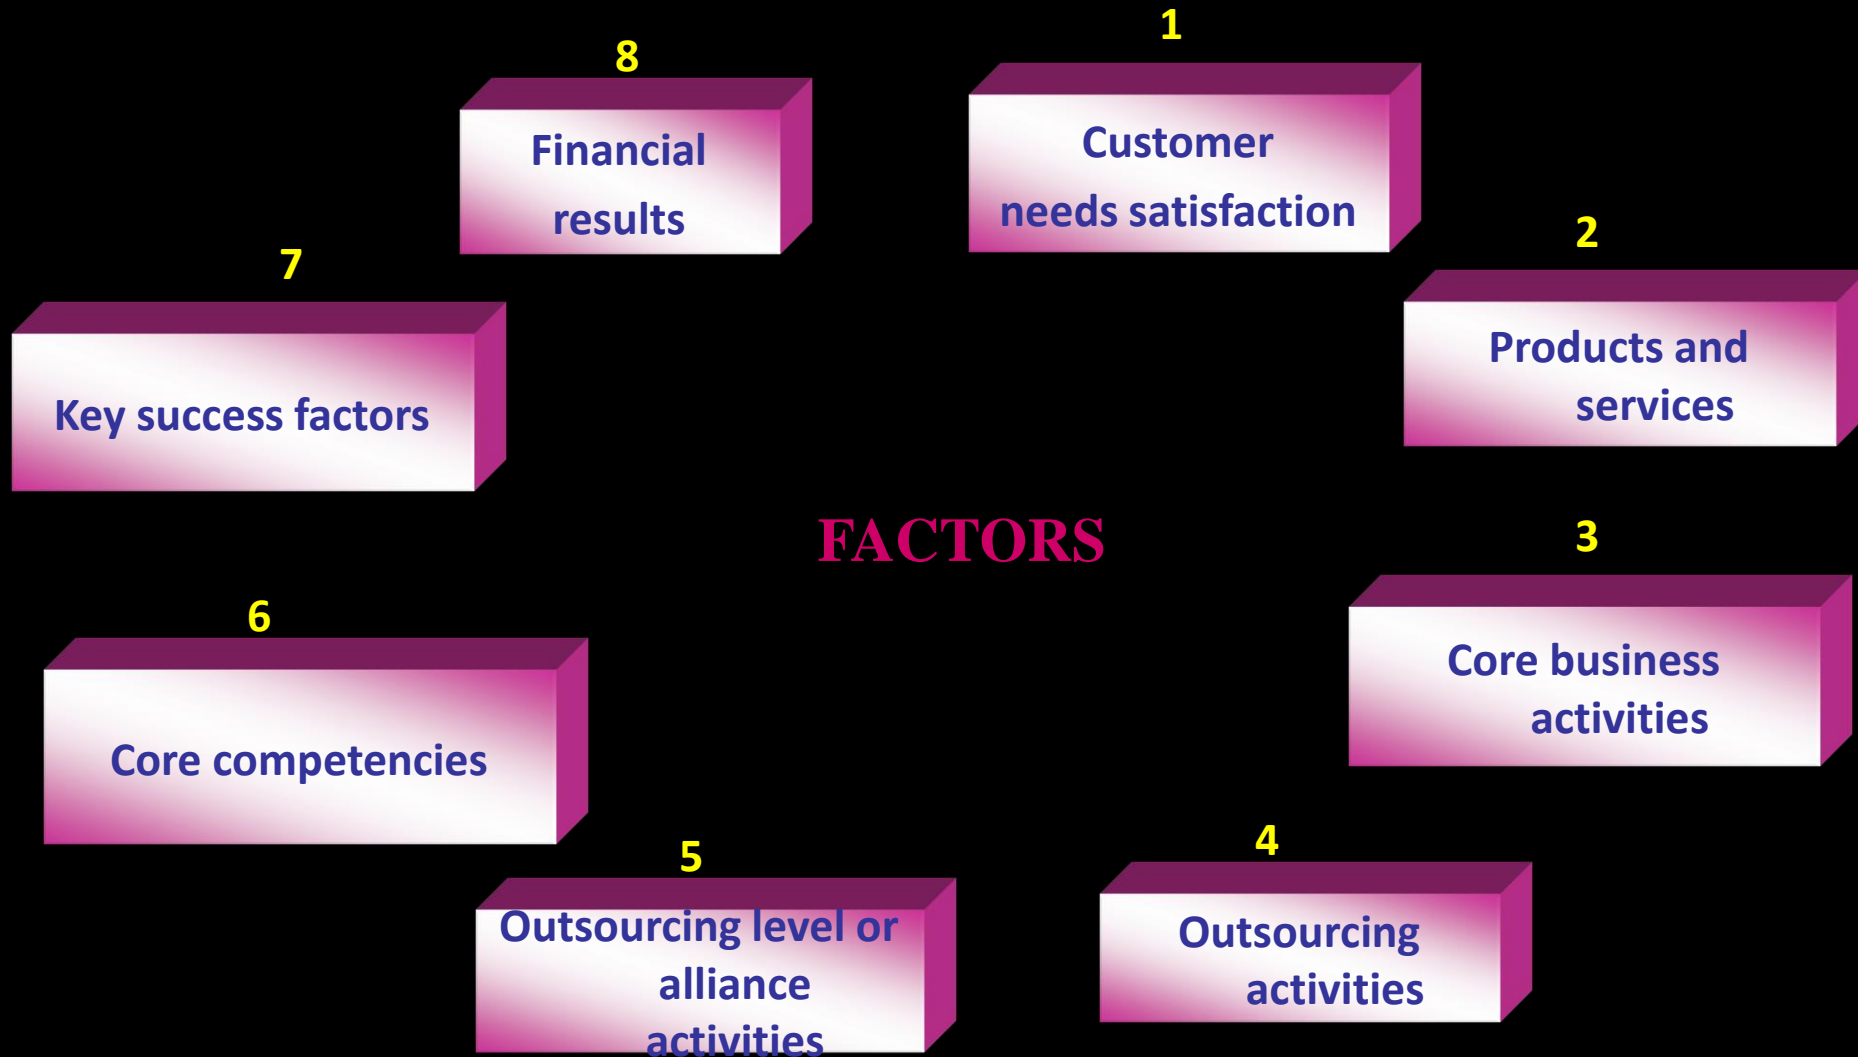 1
Customer
needs satisfaction
2
Products and
services
3
Core business
activities
4
Outsourcing
activities
5
Outsourcing level or
alliance
activities
6
Core competencies
7
Key success factors
8
Financial
results
FACTORS